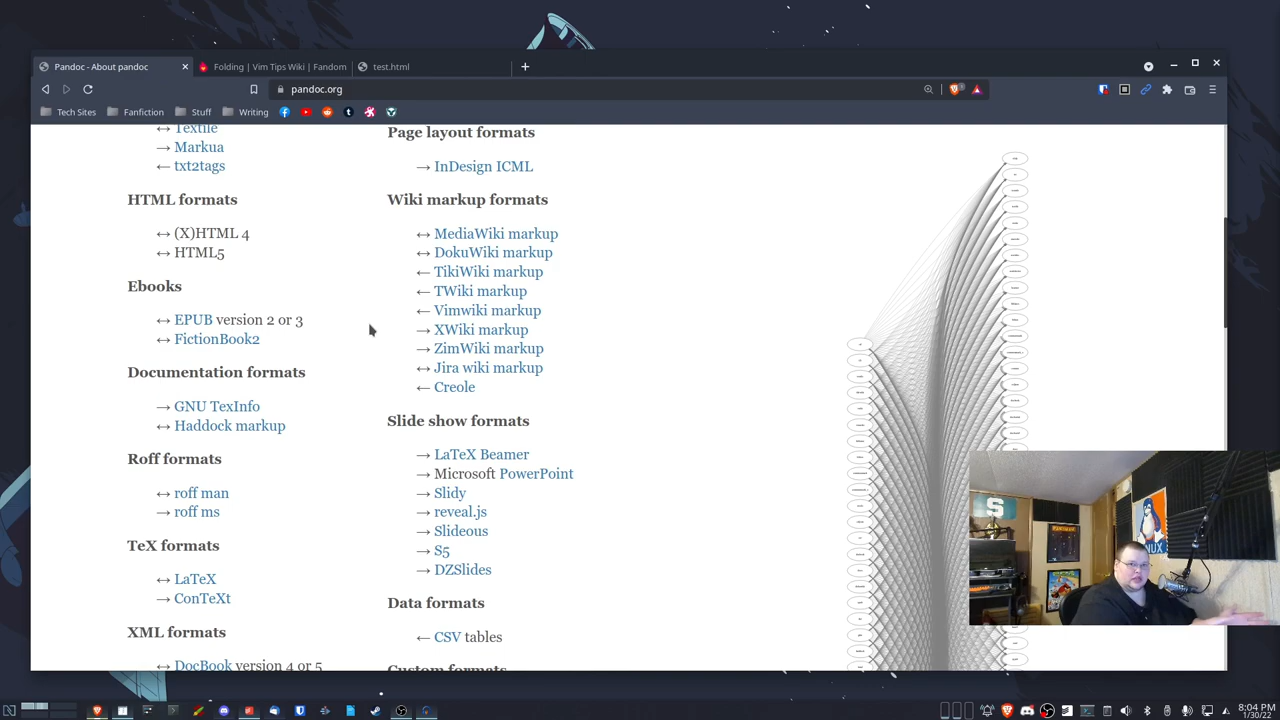 Pandoc - About pandoc
Folding | Vim Tips Wiki | Fandom
test.html
pandoc.org
Tech Sites
Fanfiction
Stuff
Writing
↔ Textile
→ Markua
← txt2tags
HTML formats
↔ (X)HTML 4
↔ HTML5
Ebooks
↔ EPUB version 2 or 3
↔ FictionBook2
Documentation formats
→ GNU TexInfo
↔ Haddock markup
Roff formats
↔ roff man
→ roff ms
TeX formats
↔ LaTeX
→ ConTeXt
XML formats
↔ DocBook version 4 or 5
Page layout formats
→ InDesign ICML
Wiki markup formats
↔ MediaWiki markup
↔ DokuWiki markup
← TikiWiki markup
← TWiki markup
← Vimwiki markup
→ XWiki markup
→ ZimWiki markup
↔ Jira wiki markup
← Creole
Slide show formats
→ LaTeX Beamer
→ Microsoft PowerPoint
→ Slidy
→ reveal.js
→ Slideous
→ S5
→ DZSlides
Data formats
← CSV tables
Custom formats
S
8:04 PM
1/30/22